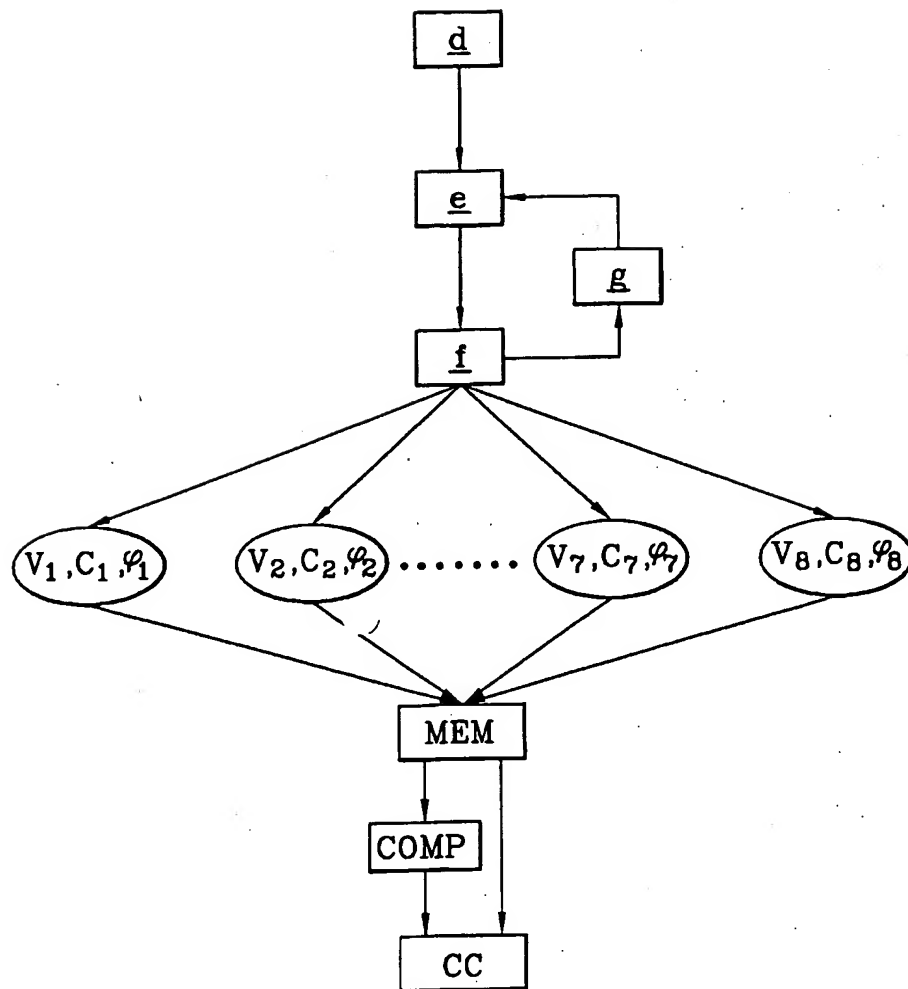 d
e
g
f
V₁,C₁,φ₁
V₂,C₂,φ₂
V₇,C₇,φ₇
V₈,C₈,φ₈
MEM
COMP
CC